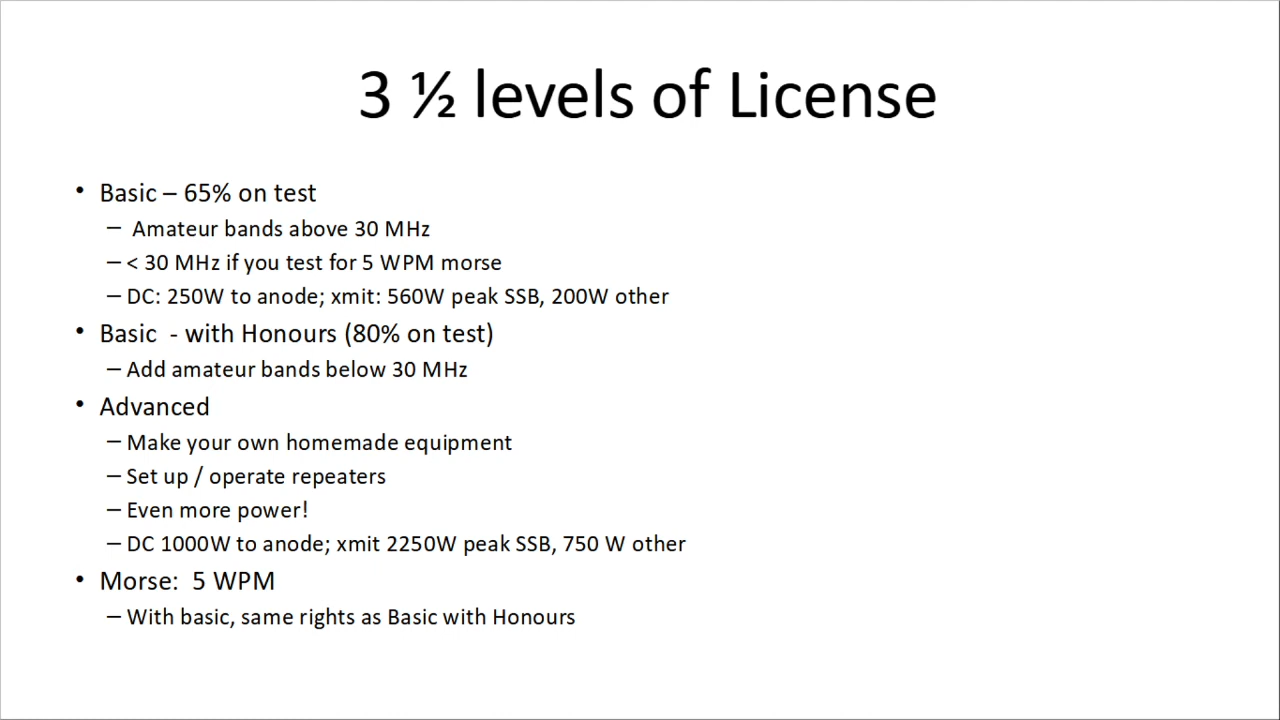 3 ½ levels of License
• Basic – 65% on test
– Amateur bands above 30 MHz
– < 30 MHz if you test for 5 WPM morse
– DC: 250W to anode; xmit: 560W peak SSB, 200W other
• Basic  - with Honours (80% on test)
– Add amateur bands below 30 MHz
• Advanced
– Make your own homemade equipment
– Set up / operate repeaters
– Even more power!
– DC 1000W to anode; xmit 2250W peak SSB, 750 W other
• Morse:  5 WPM
– With basic, same rights as Basic with Honours